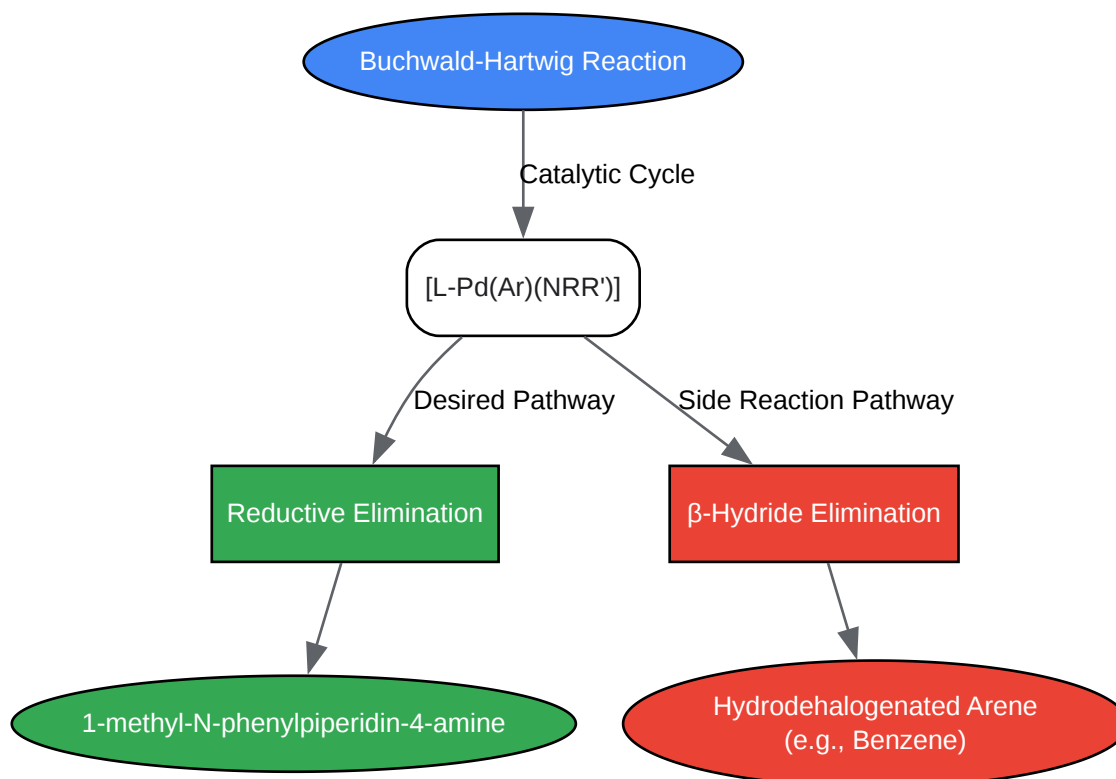 Buchwald-Hartwig Reaction
Catalytic Cycle
[L-Pd(Ar)(NRR')]
Desired Pathway
Side Reaction Pathway
Reductive Elimination
β-Hydride Elimination
1-methyl-N-phenylpiperidin-4-amine
Hydrodehalogenated Arene
(e.g., Benzene)